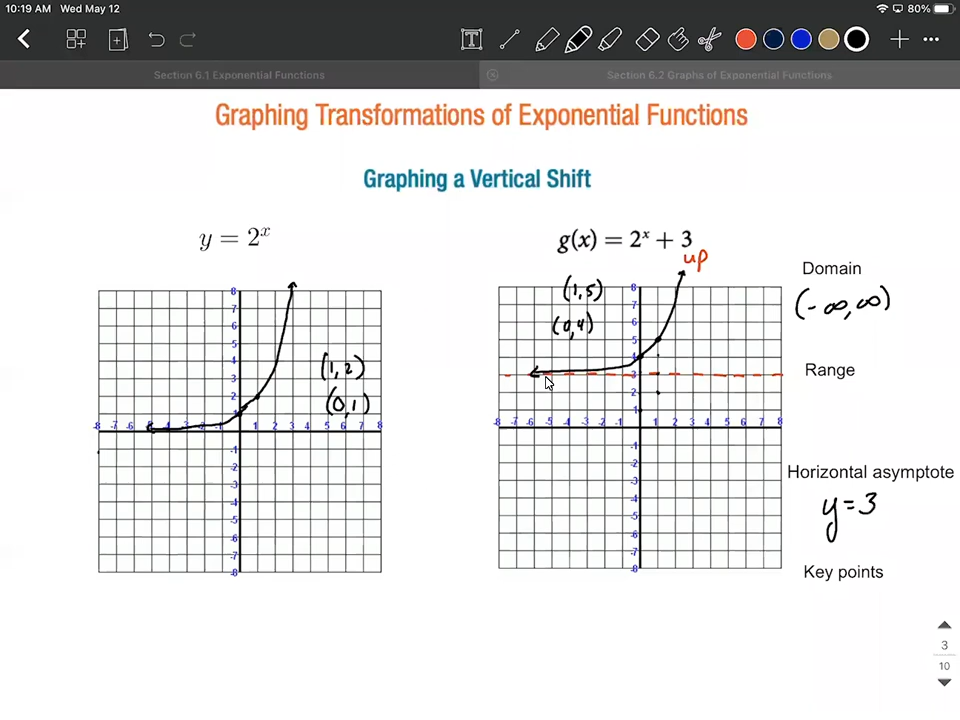 10:19 AM Wed May 12
80%
T
Section 6.1 Exponential Functions
Section 6.2 Graphs of Exponential Functions
Graphing Transformations of Exponential Functions
Graphing a Vertical Shift
y = 2^x
g(x) = 2^x + 3
up
(1,2)
(0,1)
(1,5)
(0,4)
Domain
(-∞,∞)
Range
Horizontal asymptote
y=3
Key points
3
10